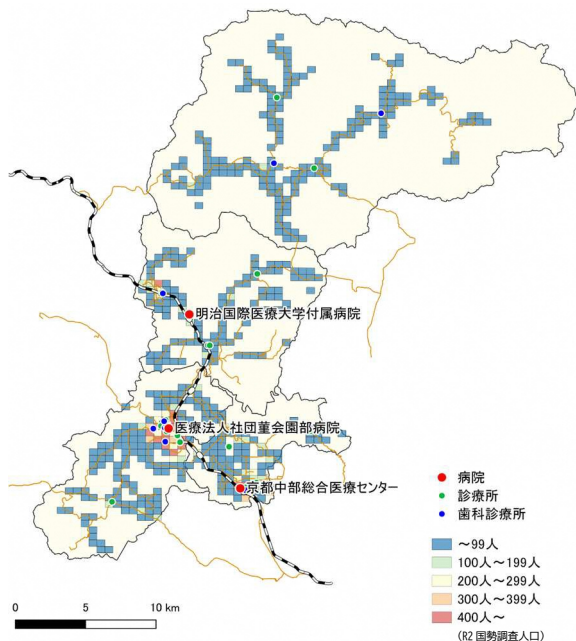 明治国際医療大学付属病院
医療法人社団菫会園部病院
京都中部総合医療センター
病院
診療所
歯科診療所
～99人
100人～199人
200人～299人
300人～399人
400人～
(R2国勢調査人口)
0 5 10 km